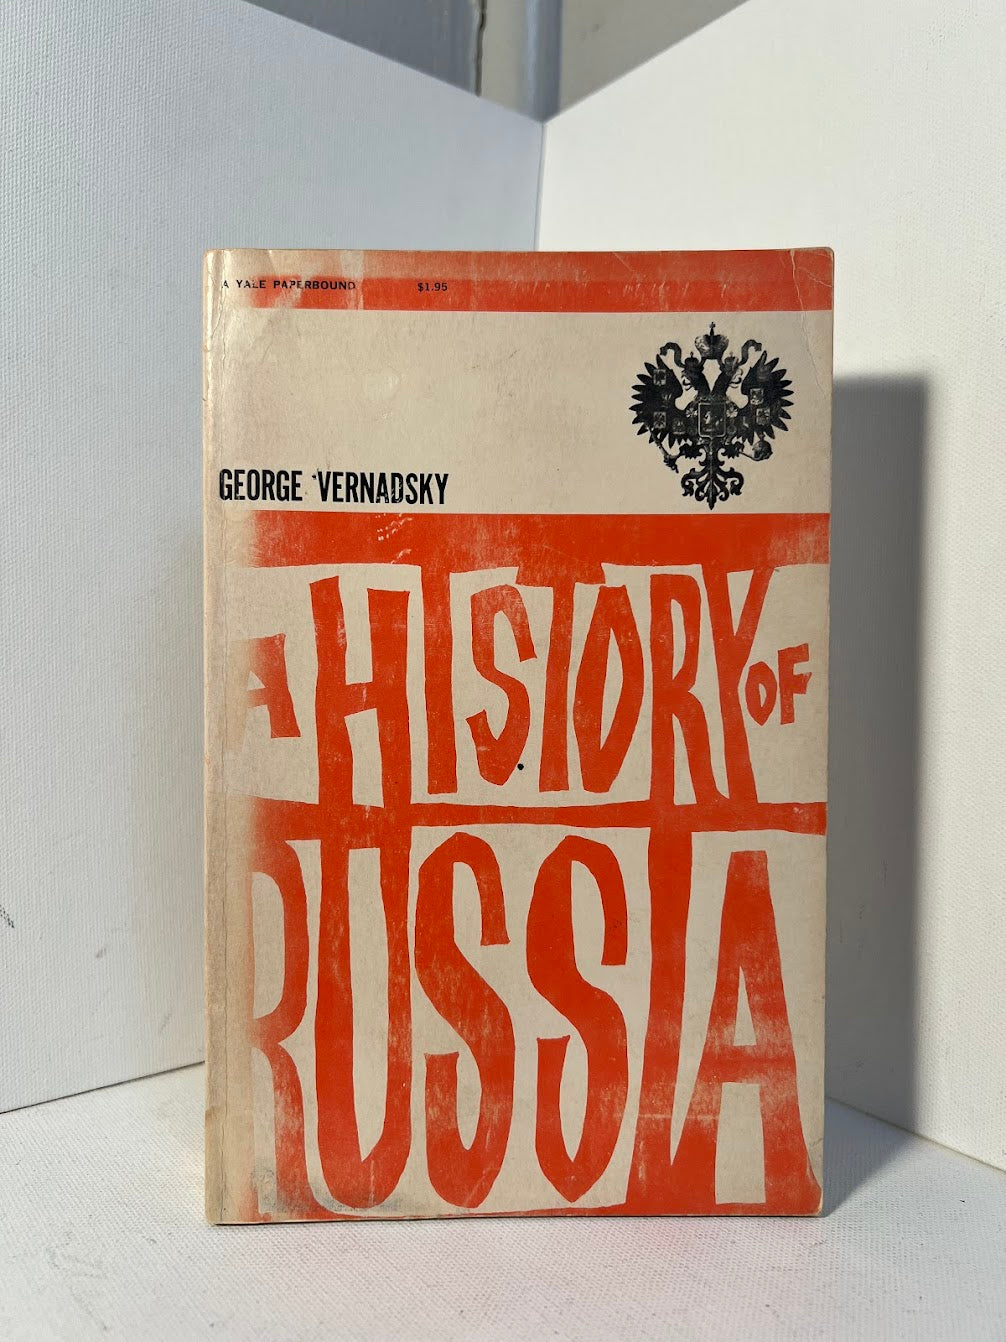 A YALE PAPERBOUND $1.95
GEORGE VERNADSKY
A HISTORY OF
RUSSIA